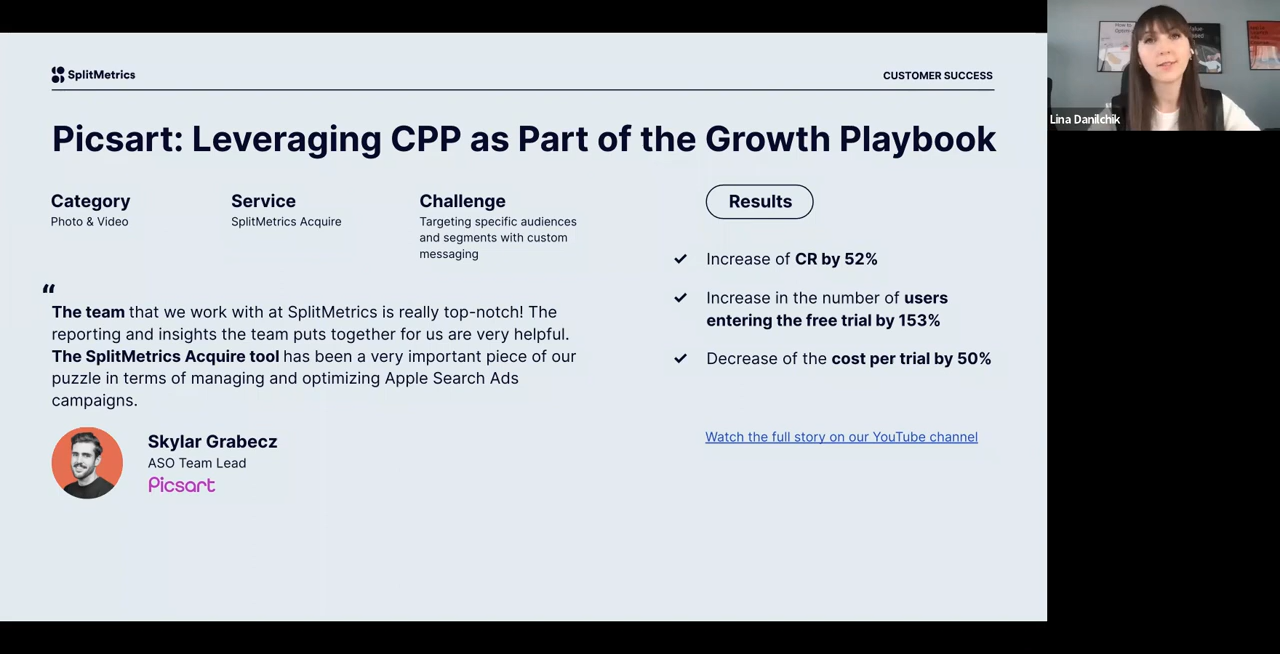 SplitMetrics
CUSTOMER SUCCESS
Picsart: Leveraging CPP as Part of the Growth Playbook
Category
Photo & Video
Service
SplitMetrics Acquire
Challenge
Targeting specific audiences
and segments with custom
messaging
“
The team that we work with at SplitMetrics is really top-notch! The
reporting and insights the team puts together for us are very helpful.
The SplitMetrics Acquire tool has been a very important piece of our
puzzle in terms of managing and optimizing Apple Search Ads
campaigns.
Skylar Grabecz
ASO Team Lead
Picsart
Results
Increase of CR by 52%
Increase in the number of users
entering the free trial by 153%
Decrease of the cost per trial by 50%
Watch the full story on our YouTube channel
Lina Danilchik